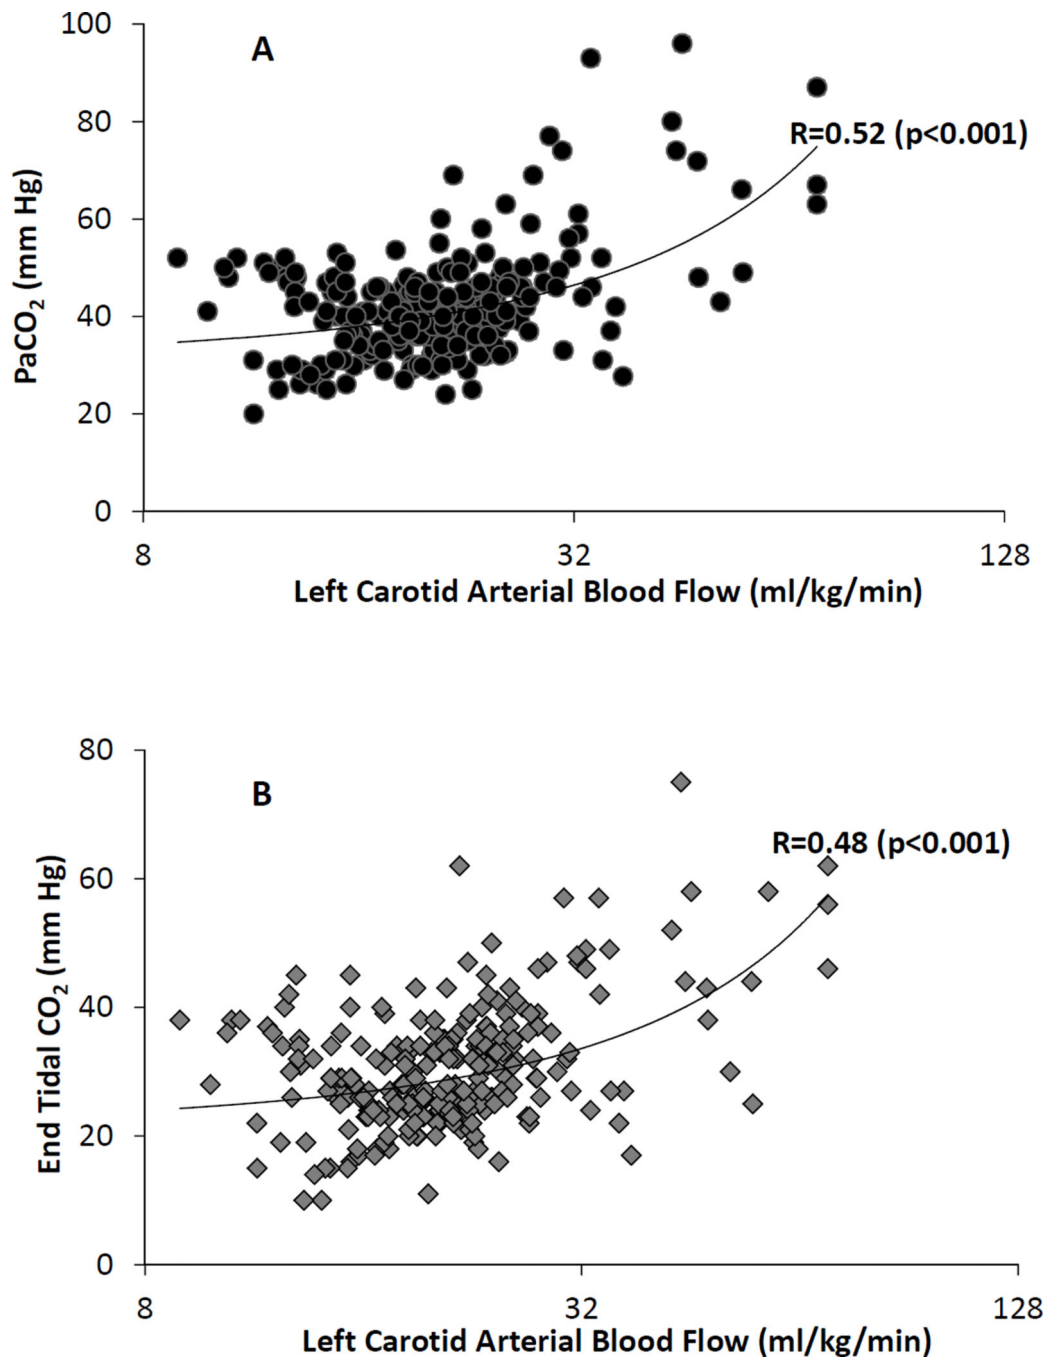 100
A
80
R=0.52 (p<0.001)
60
PaCO₂ (mm Hg)
40
20
0
8
32
128
Left Carotid Arterial Blood Flow (ml/kg/min)
80
B
R=0.48 (p<0.001)
60
End Tidal CO₂ (mm Hg)
40
20
0
8
32
128
Left Carotid Arterial Blood Flow (ml/kg/min)